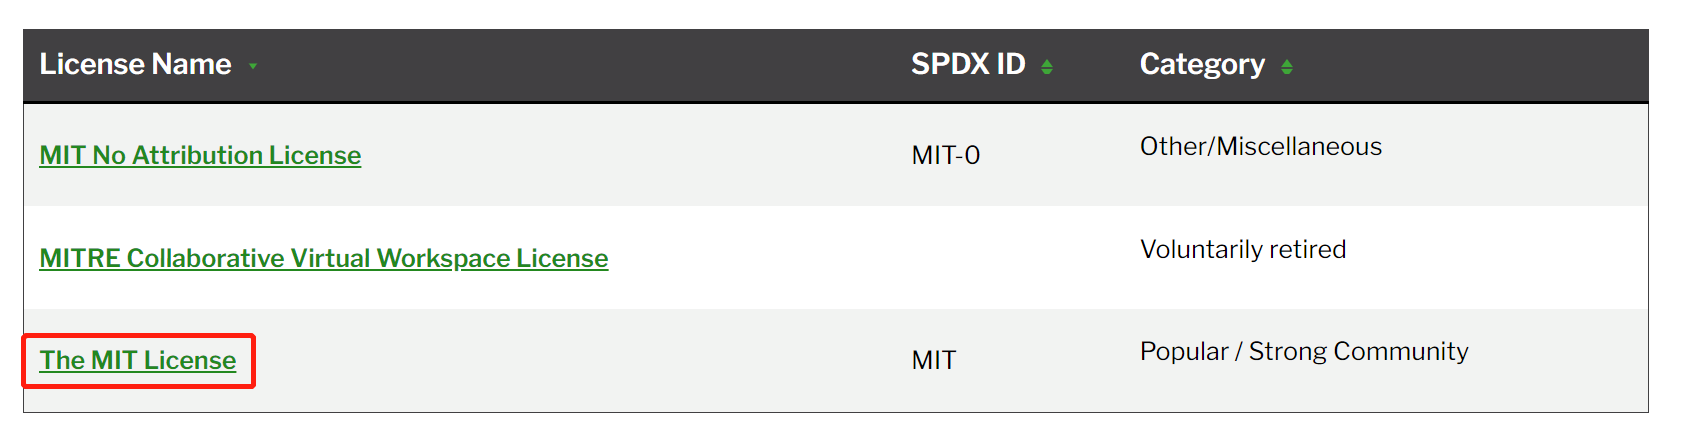 License Name SPDX ID Category
MIT No Attribution License MIT-0 Other/Miscellaneous
MITRE Collaborative Virtual Workspace License Voluntarily retired
The MIT License MIT Popular / Strong Community